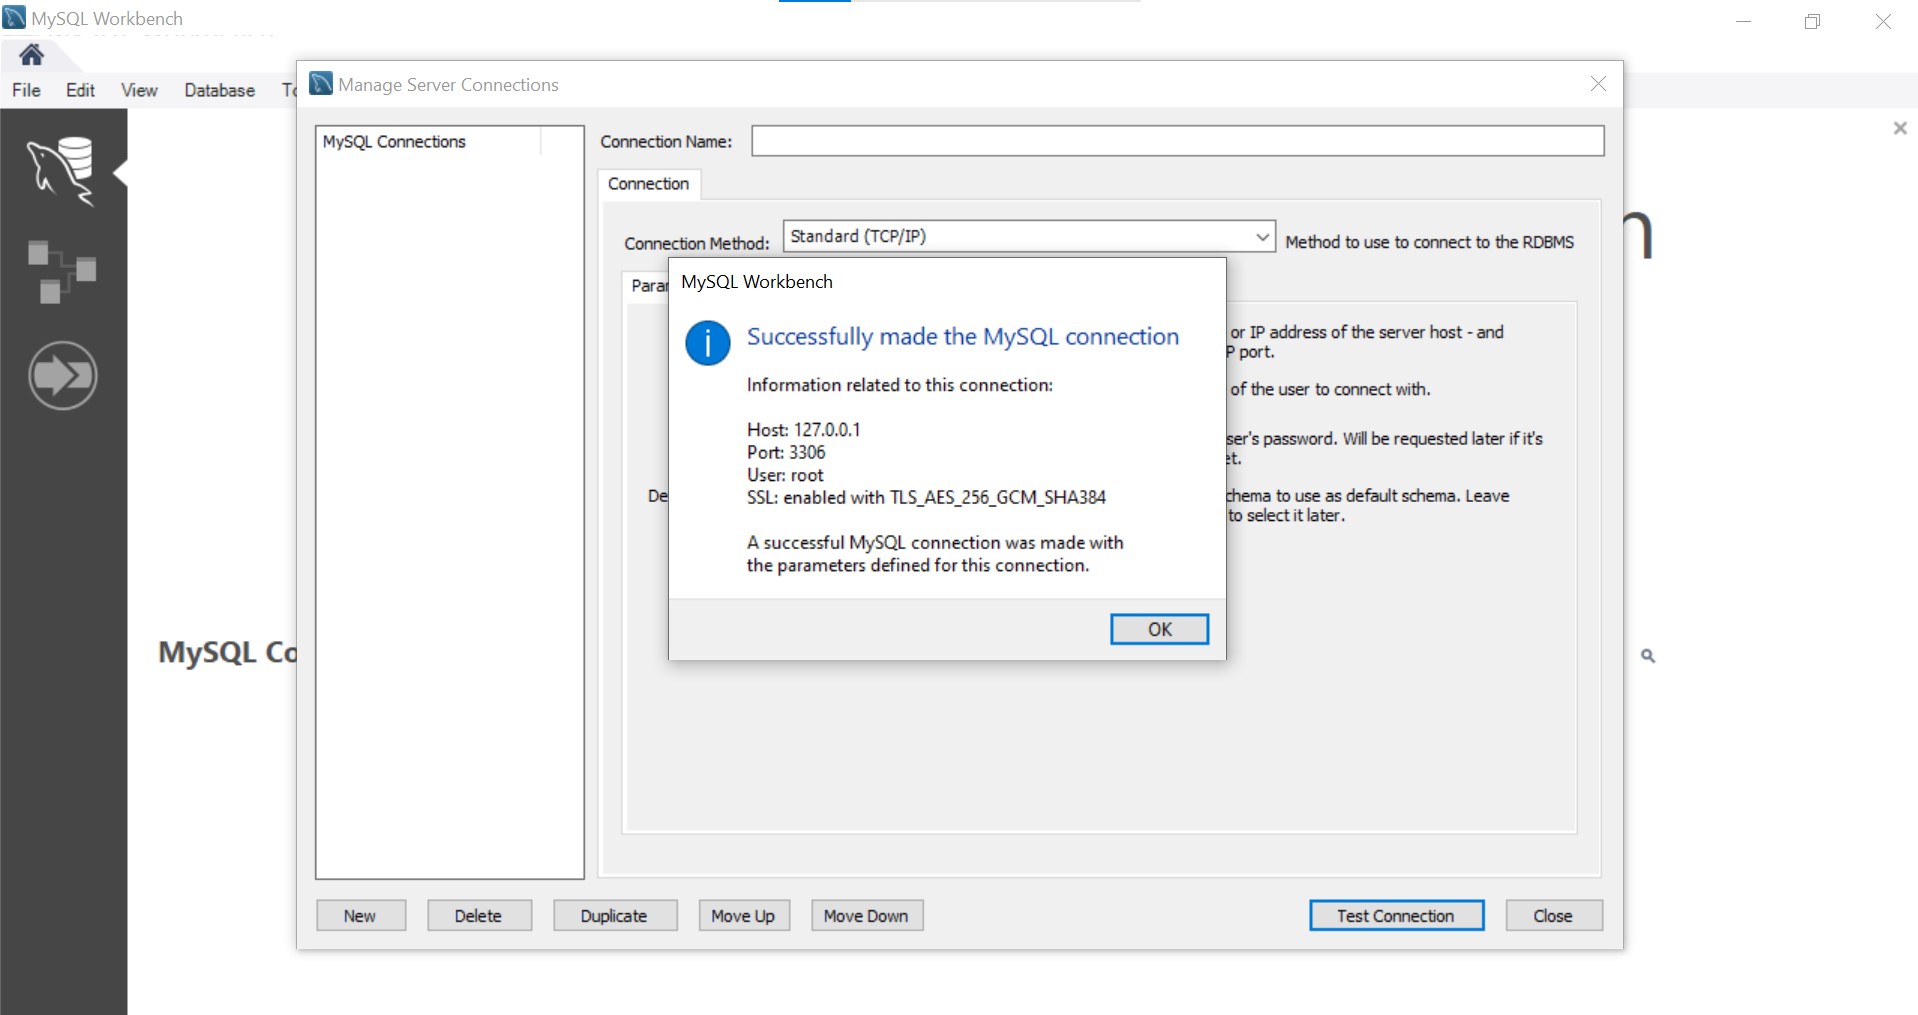 MySQL Workbench
File Edit View Database
Manage Server Connections
MySQL Connections
Connection Name:
Connection
Connection Method: Standard (TCP/IP) Method to use to connect to the RDBMS
MySQL Workbench
Successfully made the MySQL connection
Information related to this connection:
Host: 127.0.0.1
Port: 3306
User: root
SSL: enabled with TLS_AES_256_GCM_SHA384
A successful MySQL connection was made with
the parameters defined for this connection.
OK
or IP address of the server host - and
P port.
of the user to connect with.
ser's password. Will be requested later if it's
et.
chema to use as default schema. Leave
to select it later.
MySQL Co
New Delete Duplicate Move Up Move Down Test Connection Close